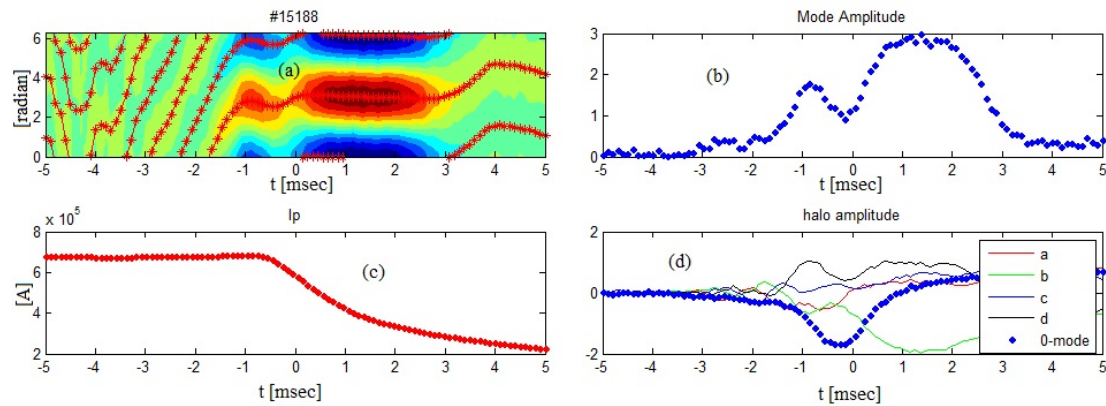 #15188
[radian]
6
4
2
0
(a)
-5 -4 -3 -2 -1 0 1 2 3 4 5
t [msec]
Mode Amplitude
3
2
1
0
(b)
-5 -4 -3 -2 -1 0 1 2 3 4 5
t [msec]
Ip
x 10^5
[A]
8
6
4
2
(c)
-5 -4 -3 -2 -1 0 1 2 3 4 5
t [msec]
halo amplitude
2
0
-2
(d)
a
b
c
d
0-mode
-5 -4 -3 -2 -1 0 1 2 3 4 5
t [msec]